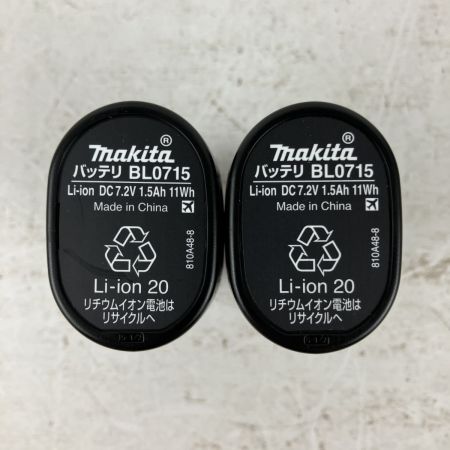 makita®
バッテリ BL0715
Li-ion DC 7.2V 1.5Ah 11Wh
Made in China
810A48-8
Li-ion 20
リチウムイオン電池は
リサイクルへ
makita®
バッテリ BL0715
Li-ion DC 7.2V 1.5Ah 11Wh
Made in China
810A48-8
Li-ion 20
リチウムイオン電池は
リサイクルへ